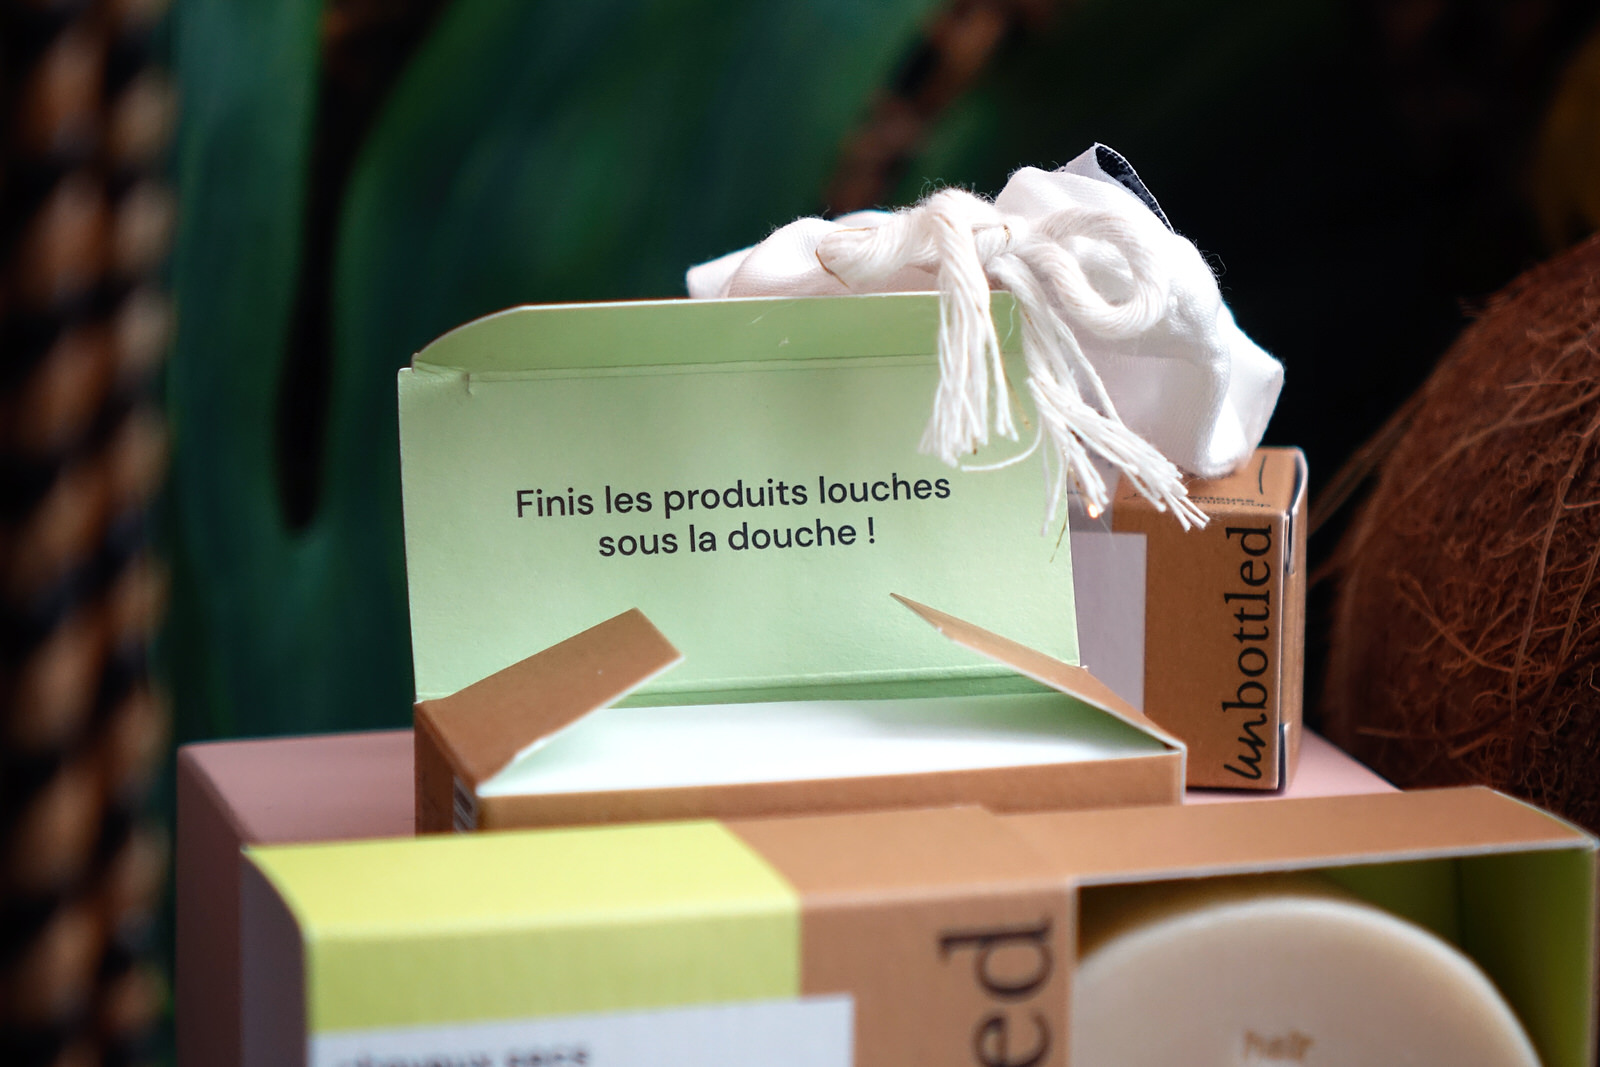 Finis les produits louches
sous la douche !
unbottled
ed
hair